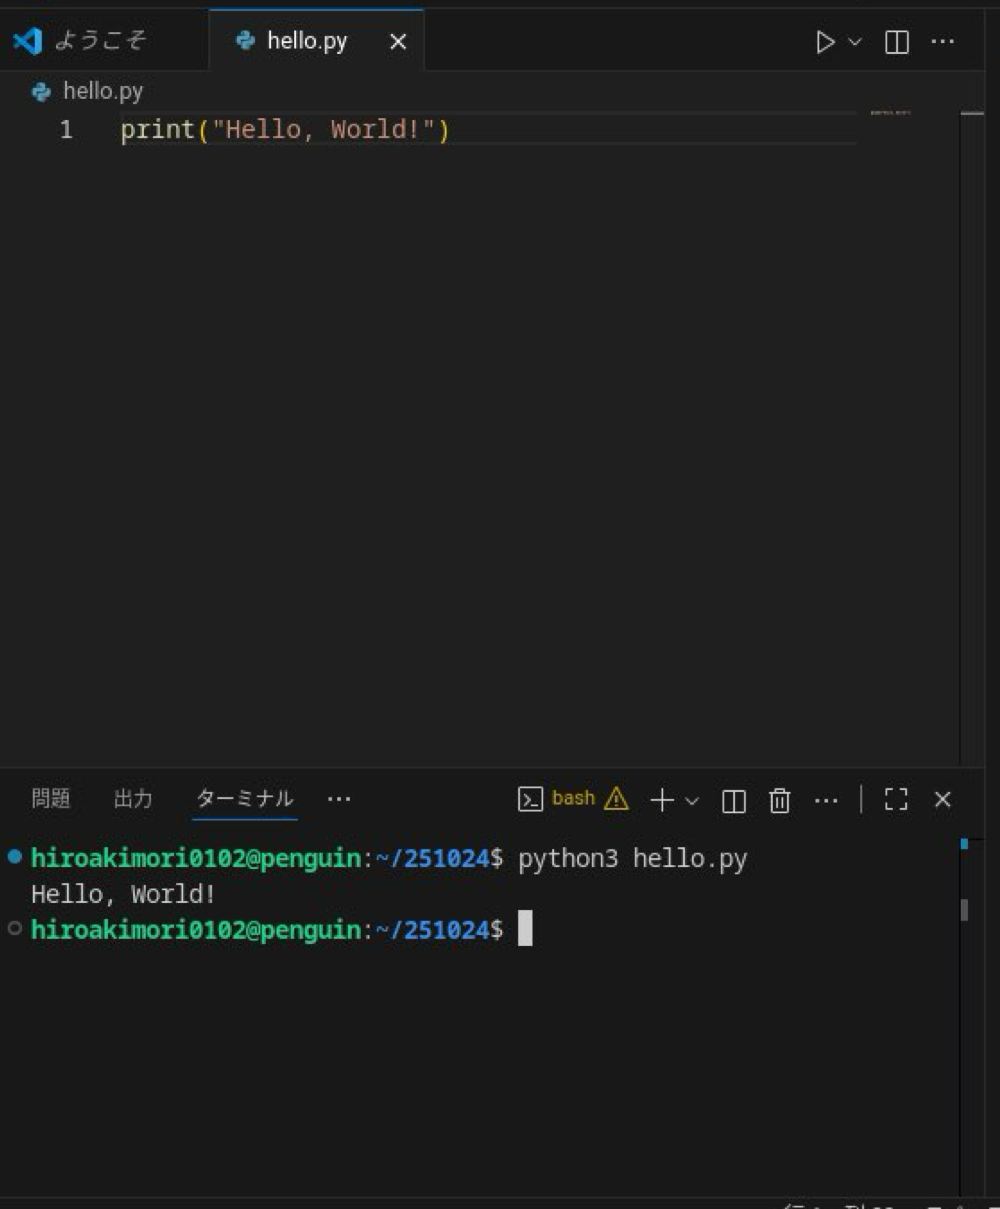 ようこそ hello.py
hello.py
1 print("Hello, World!")
問題 出力 ターミナル bash
hiroakimori0102@penguin:~/251024$ python3 hello.py
Hello, World!
hiroakimori0102@penguin:~/251024$